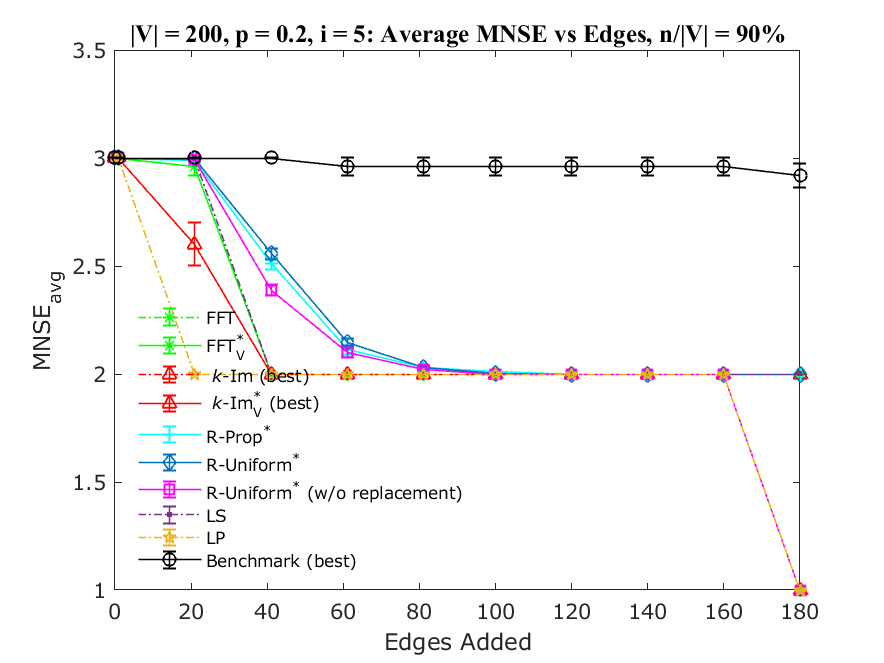 |V| = 200, p = 0.2, i = 5: Average MNSE vs Edges, n/|V| = 90%
3.5
3
2.5
2
1.5
1
MNSE_avg
FFT
FFT*_V
k-Im (best)
k-Im*_V (best)
R-Prop*
R-Uniform*
R-Uniform* (w/o replacement)
LS
LP
Benchmark (best)
0 20 40 60 80 100 120 140 160 180
Edges Added